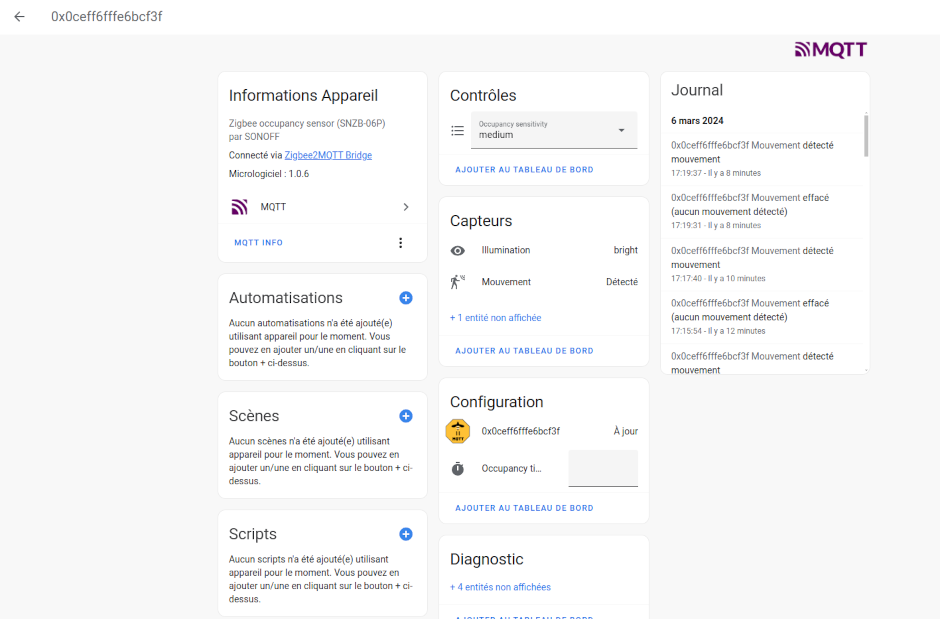 0x0ceff6fffe6bcf3f
MQTT
Informations Appareil
Zigbee occupancy sensor (SNZB-06P)
par SONOFF
Connecté via Zigbee2MQTT Bridge
Micrologiciel : 1.0.6
MQTT
MQTT INFO
Automatisations
Aucun automatisations n'a été ajouté(e)
utilisant appareil pour le moment. Vous
pouvez en ajouter un/une en cliquant sur le
bouton + ci-dessus.
Scènes
Aucun scènes n'a été ajouté(e) utilisant
appareil pour le moment. Vous pouvez en
ajouter un/une en cliquant sur le bouton + ci-
dessus.
Scripts
Aucun scripts n'a été ajouté(e) utilisant
appareil pour le moment. Vous pouvez en
ajouter un/une en cliquant sur le bouton + ci-
dessus.
Contrôles
Occupancy sensitivity
medium
AJOUTER AU TABLEAU DE BORD
Capteurs
Illumination bright
Mouvement Détecté
+ 1 entité non affichée
AJOUTER AU TABLEAU DE BORD
Configuration
MQTT
0x0ceff6fffe6bcf3f À jour
Occupancy ti...
AJOUTER AU TABLEAU DE BORD
Diagnostic
+ 4 entités non affichées
AJOUTER AU TABLEAU DE BORD
Journal
6 mars 2024
0x0ceff6fffe6bcf3f Mouvement détecté
mouvement
17:19:37 - Il y a 8 minutes
0x0ceff6fffe6bcf3f Mouvement effacé
(aucun mouvement détecté)
17:19:31 - Il y a 8 minutes
0x0ceff6fffe6bcf3f Mouvement détecté
mouvement
17:17:40 - Il y a 10 minutes
0x0ceff6fffe6bcf3f Mouvement effacé
(aucun mouvement détecté)
17:15:54 - Il y a 12 minutes
0x0ceff6fffe6bcf3f Mouvement détecté
mouvement